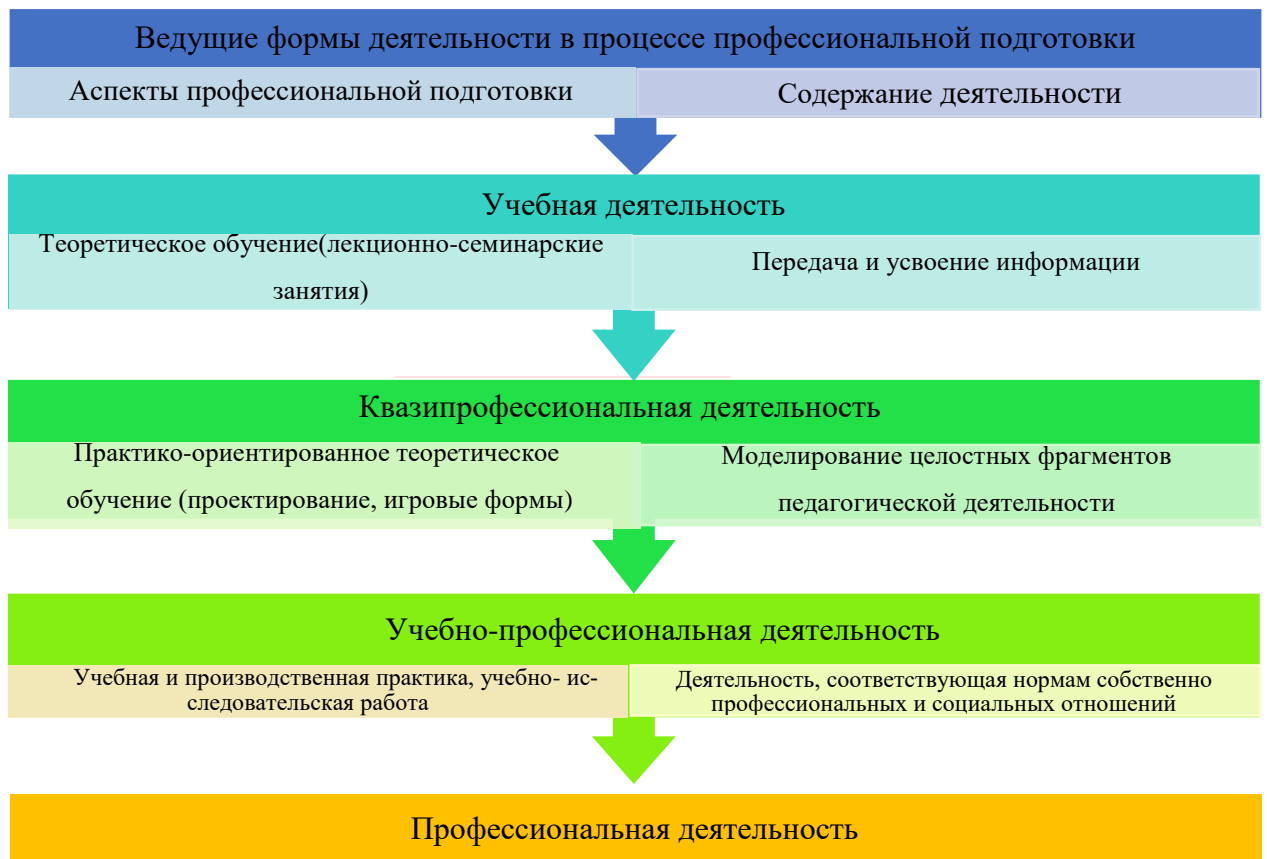 Ведущие формы деятельности в процессе профессиональной подготовки
Аспекты профессиональной подготовки
Содержание деятельности
Учебная деятельность
Теоретическое обучение(лекционно-семинарские
занятия)
Передача и усвоение информации
Квазипрофессиональная деятельность
Практико-ориентированное теоретическое
обучение (проектирование, игровые формы)
Моделирование целостных фрагментов
педагогической деятельности
Учебно-профессиональная деятельность
Учебная и производственная практика, учебно- ис-
следовательская работа
Деятельность, соответствующая нормам собственно
профессиональных и социальных отношений
Профессиональная деятельность